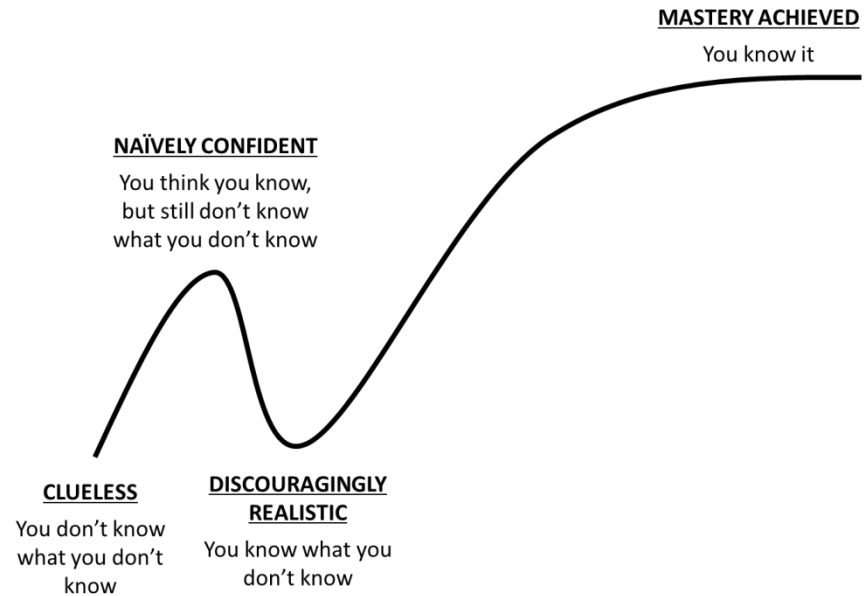 MASTERY ACHIEVED
You know it
NAÏVELY CONFIDENT
You think you know,
but still don’t know
what you don’t know
CLUELESS
You don’t know
what you don’t
know
DISCOURAGINGLY
REALISTIC
You know what you
don’t know